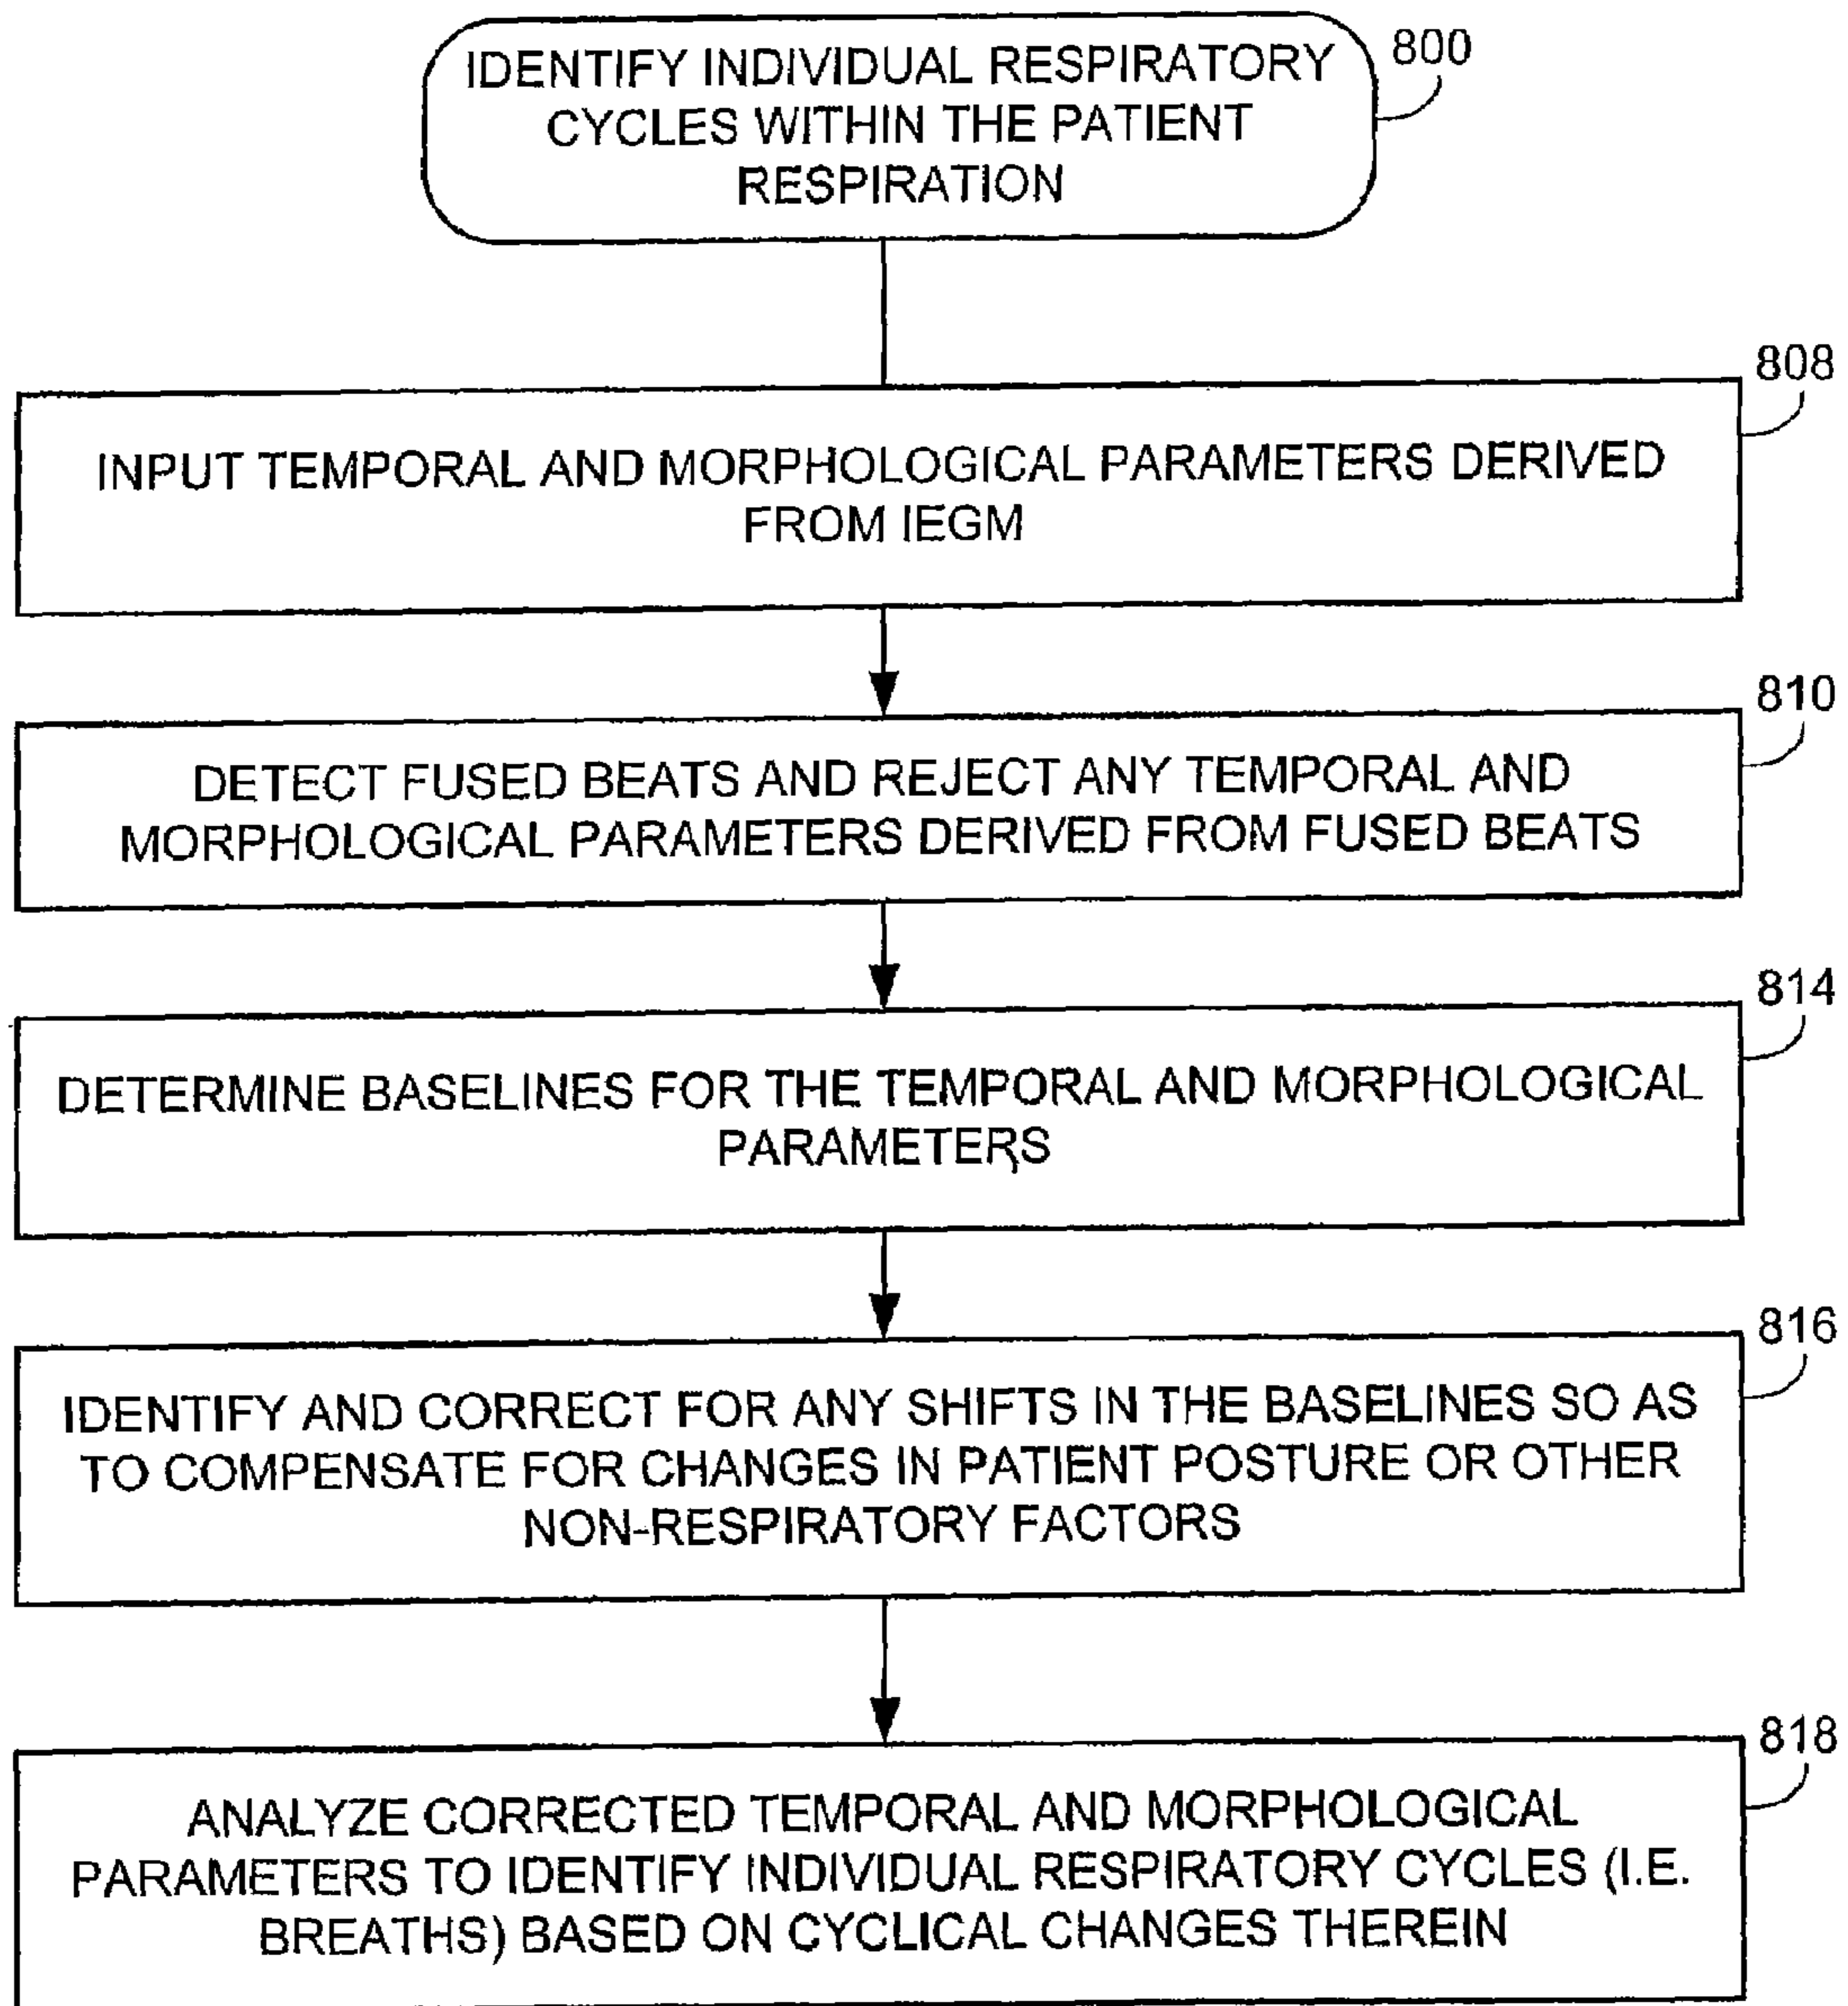 IDENTIFY INDIVIDUAL RESPIRATORY
CYCLES WITHIN THE PATIENT
RESPIRATION
800
808
INPUT TEMPORAL AND MORPHOLOGICAL PARAMETERS DERIVED
FROM IEGM
810
DETECT FUSED BEATS AND REJECT ANY TEMPORAL AND
MORPHOLOGICAL PARAMETERS DERIVED FROM FUSED BEATS
814
DETERMINE BASELINES FOR THE TEMPORAL AND MORPHOLOGICAL
PARAMETERS
816
IDENTIFY AND CORRECT FOR ANY SHIFTS IN THE BASELINES SO AS
TO COMPENSATE FOR CHANGES IN PATIENT POSTURE OR OTHER
NON-RESPIRATORY FACTORS
818
ANALYZE CORRECTED TEMPORAL AND MORPHOLOGICAL
PARAMETERS TO IDENTIFY INDIVIDUAL RESPIRATORY CYCLES (I.E.
BREATHS) BASED ON CYCLICAL CHANGES THEREIN